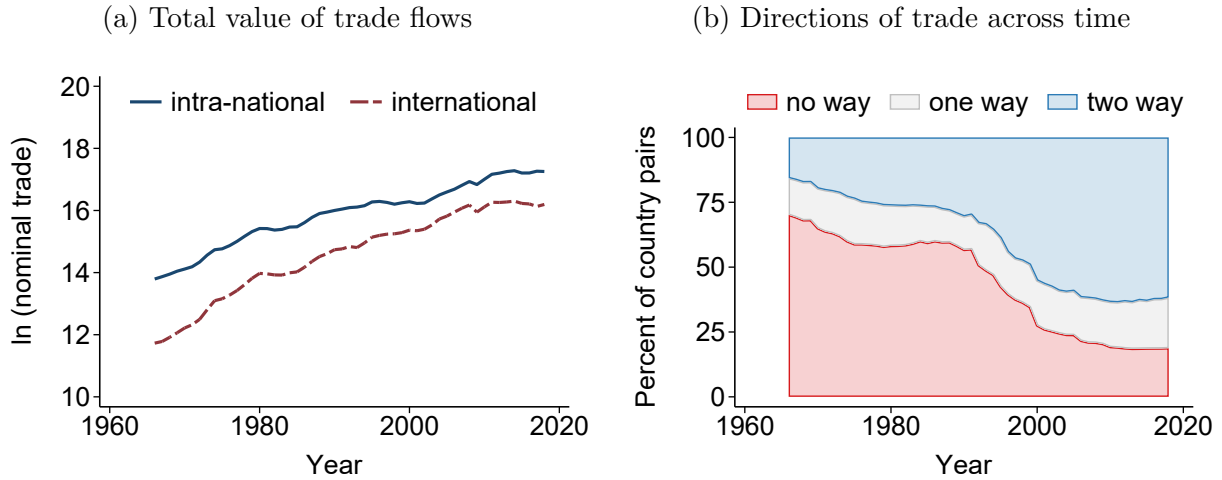 (a) Total value of trade flows
ln (nominal trade)
20
18
16
14
12
10
intra-national international
1960 1980 2000 2020
Year
(b) Directions of trade across time
Percent of country pairs
no way one way two way
100
75
50
25
0
1960 1980 2000 2020
Year